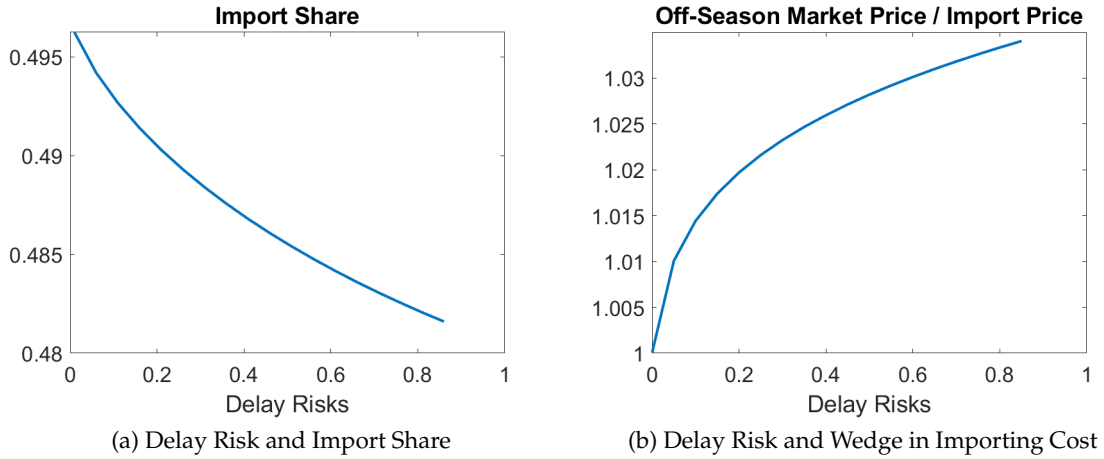 Import Share
0.495
0.49
0.485
0.48
0 0.2 0.4 0.6 0.8 1
Delay Risks
(a) Delay Risk and Import Share
Off-Season Market Price / Import Price
1.03
1.025
1.02
1.015
1.01
1.005
1
0 0.2 0.4 0.6 0.8 1
Delay Risks
(b) Delay Risk and Wedge in Importing Cost